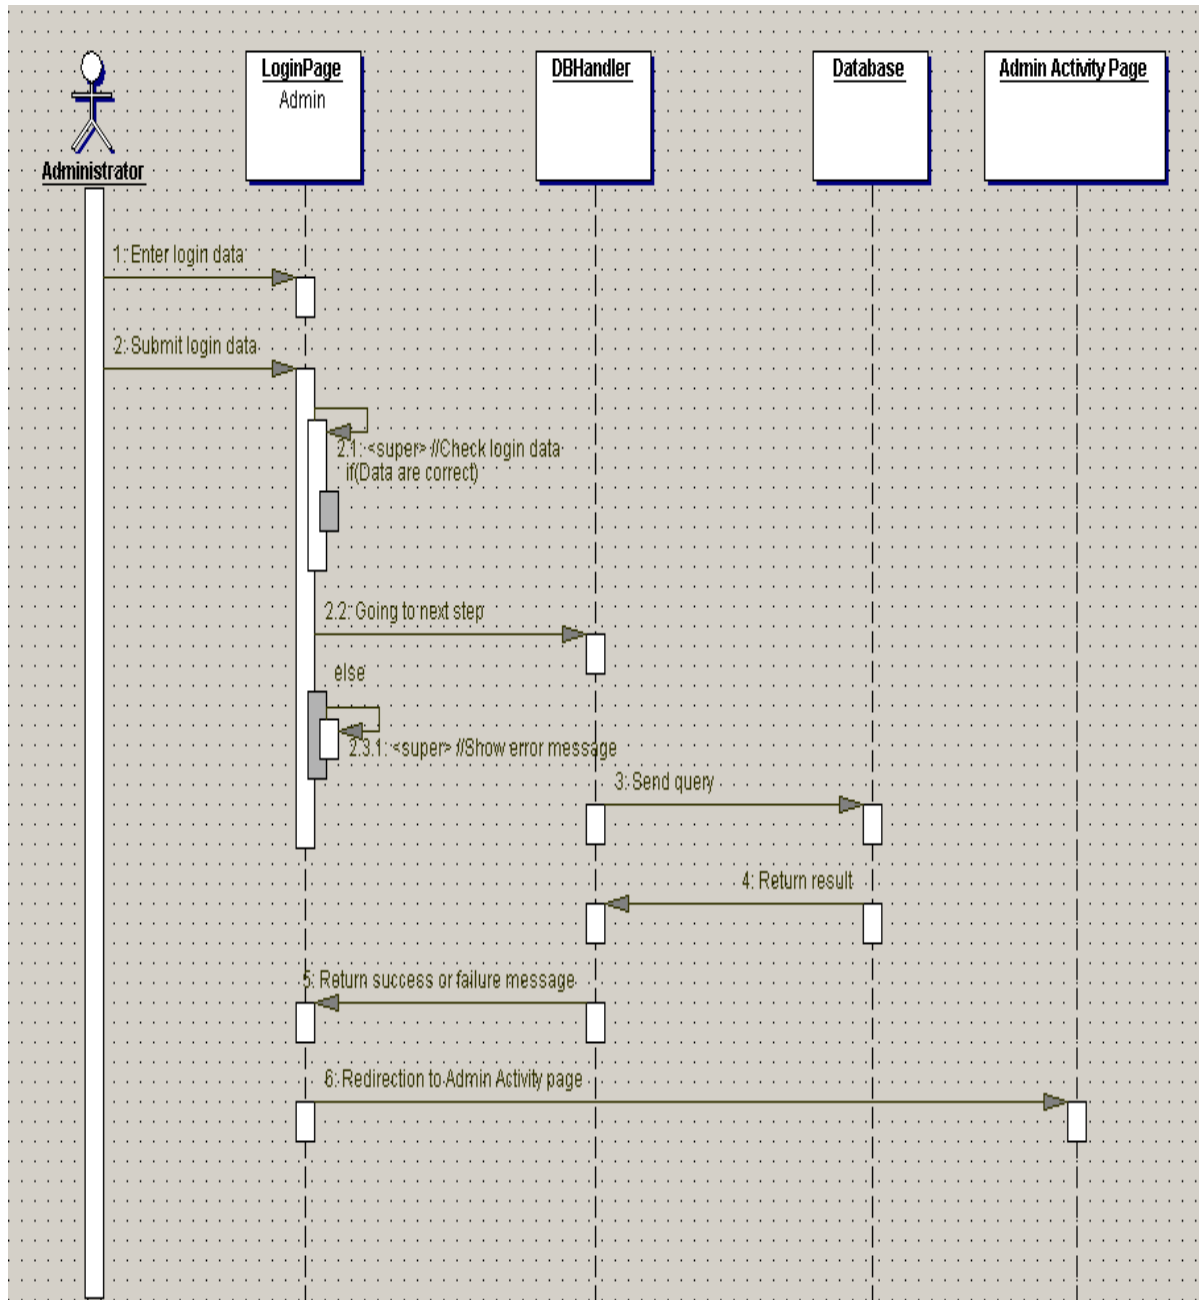 LoginPage
Admin
DBHandler
Database
Admin Activity Page
Administrator
1: Enter login data
2: Submit login data
2.1: <super> //Check login data
if(Data are correct)
2.2: Going to next step
else
2.3.1: <super> //Show error message
3: Send query
4: Return result
5: Return success or failure message
6: Redirection to Admin Activity page